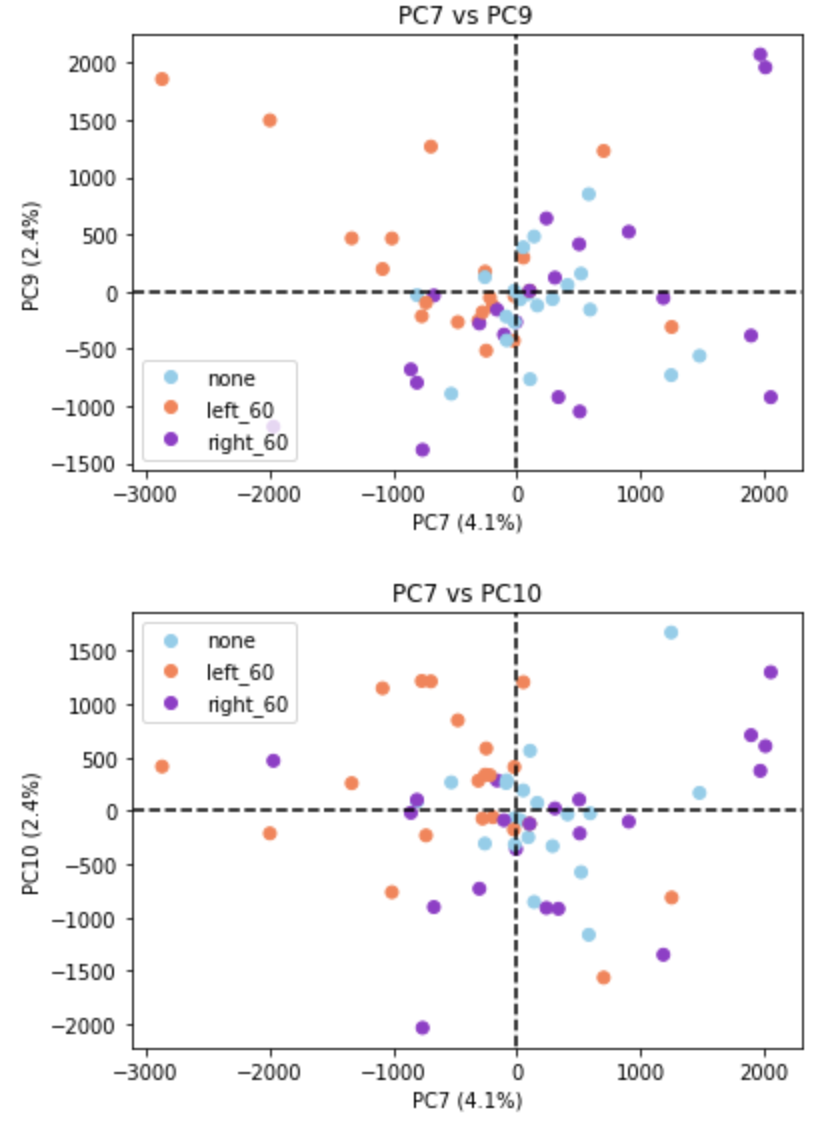 PC7 vs PC9
2000
1500
1000
500
0
−500
−1000
−1500
PC9 (2.4%)
none
left_60
right_60
−3000 −2000 −1000 0 1000 2000
PC7 (4.1%)
PC7 vs PC10
1500
1000
500
0
−500
−1000
−1500
−2000
PC10 (2.4%)
none
left_60
right_60
−3000 −2000 −1000 0 1000 2000
PC7 (4.1%)